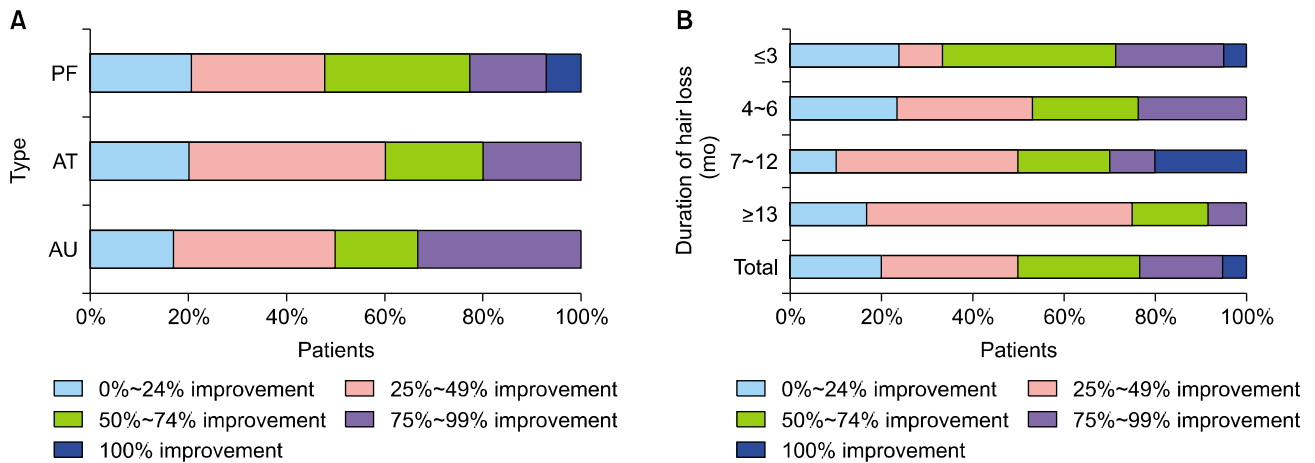 A
Type
PF
AT
AU
0% 20% 40% 60% 80% 100%
Patients
0%~24% improvement 25%~49% improvement
50%~74% improvement 75%~99% improvement
100% improvement
B
Duration of hair loss
(mo)
≤3
4~6
7~12
≥13
Total
0% 20% 40% 60% 80% 100%
Patients
0%~24% improvement 25%~49% improvement
50%~74% improvement 75%~99% improvement
100% improvement